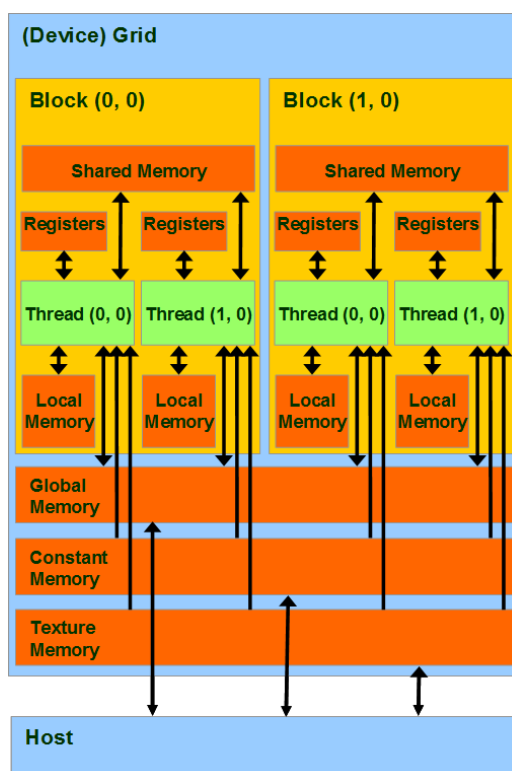 (Device) Grid
Block (0, 0)
Block (1, 0)
Shared Memory
Shared Memory
Registers
Registers
Registers
Registers
Thread (0, 0)
Thread (1, 0)
Thread (0, 0)
Thread (1, 0)
Local
Memory
Local
Memory
Local
Memory
Local
Memory
Global
Memory
Constant
Memory
Texture
Memory
Host